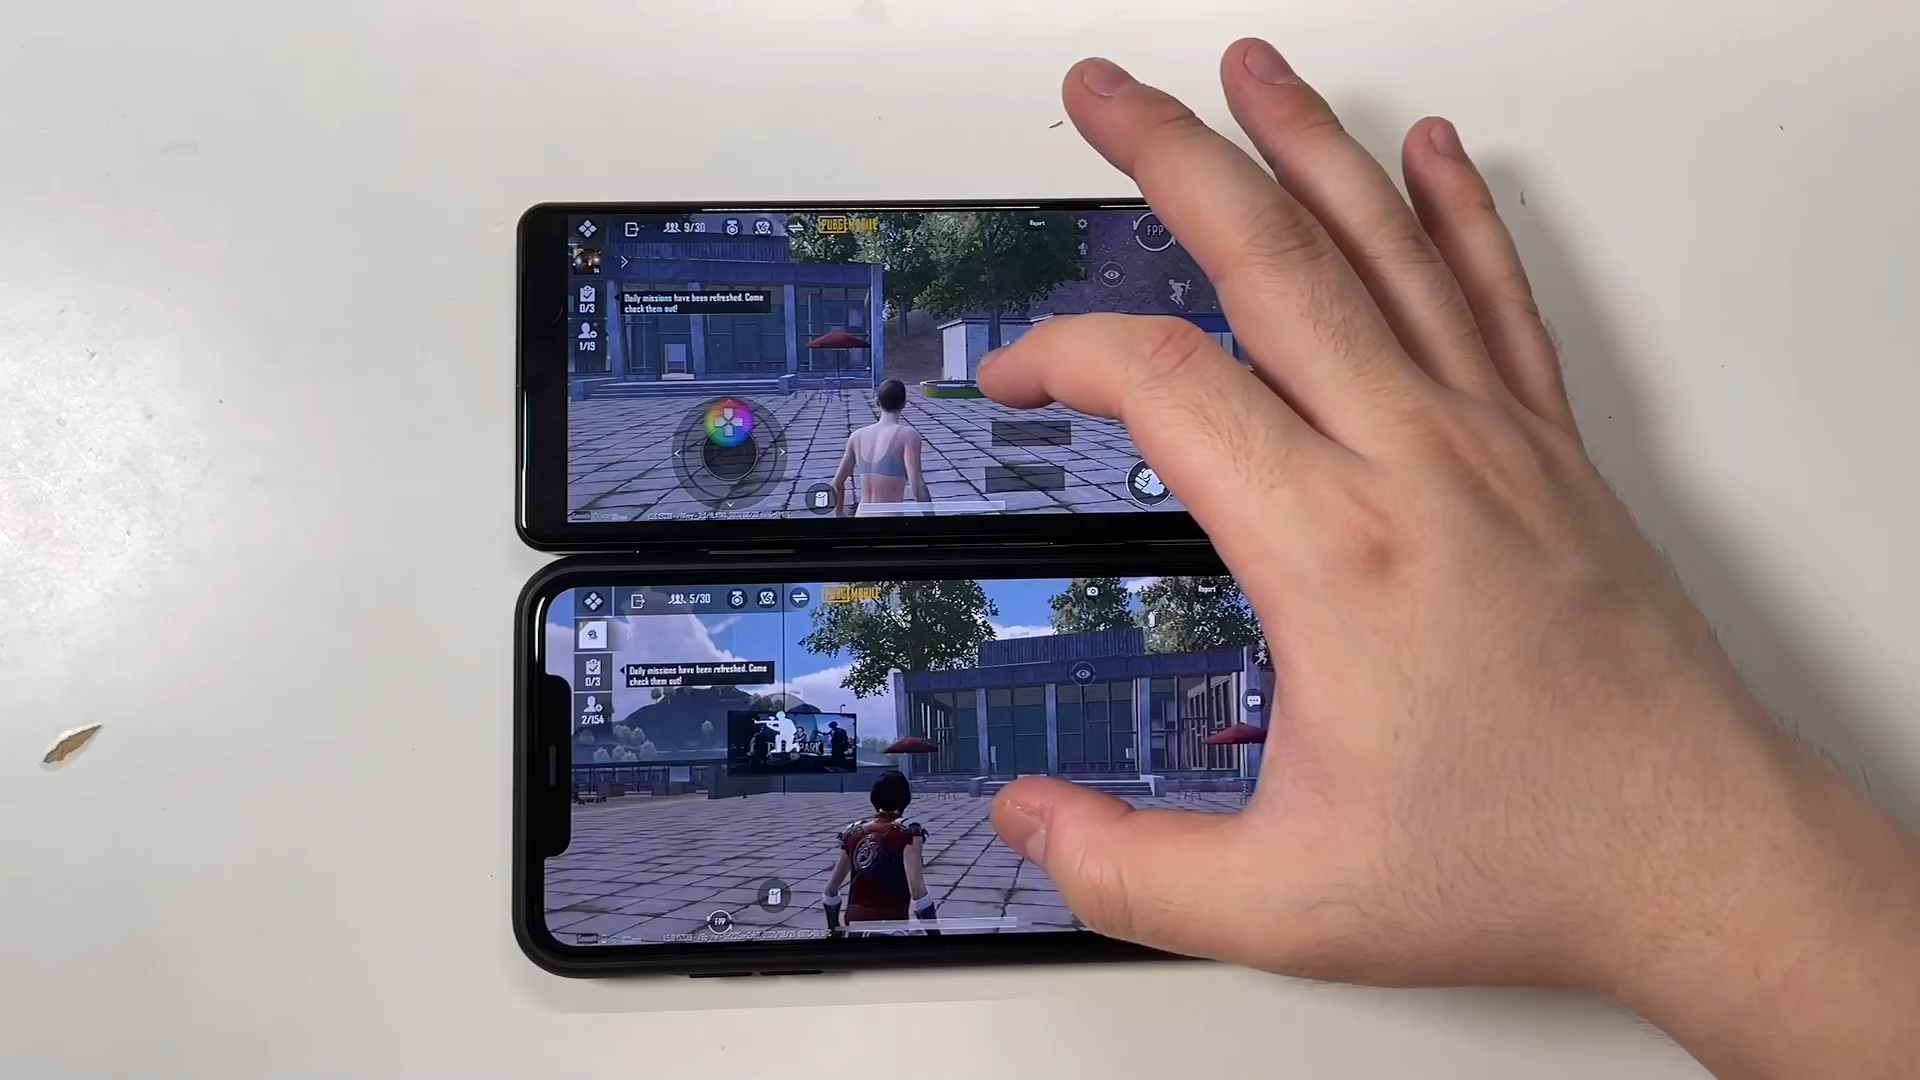 9/30
PUBG MOBILE
Report
FPP
Daily missions have been refreshed. Come
check them out!
0/3
1/19
5/30
PUBG MOBILE
Report
Daily missions have been refreshed. Come
check them out!
0/3
2/154
PARK
FPP